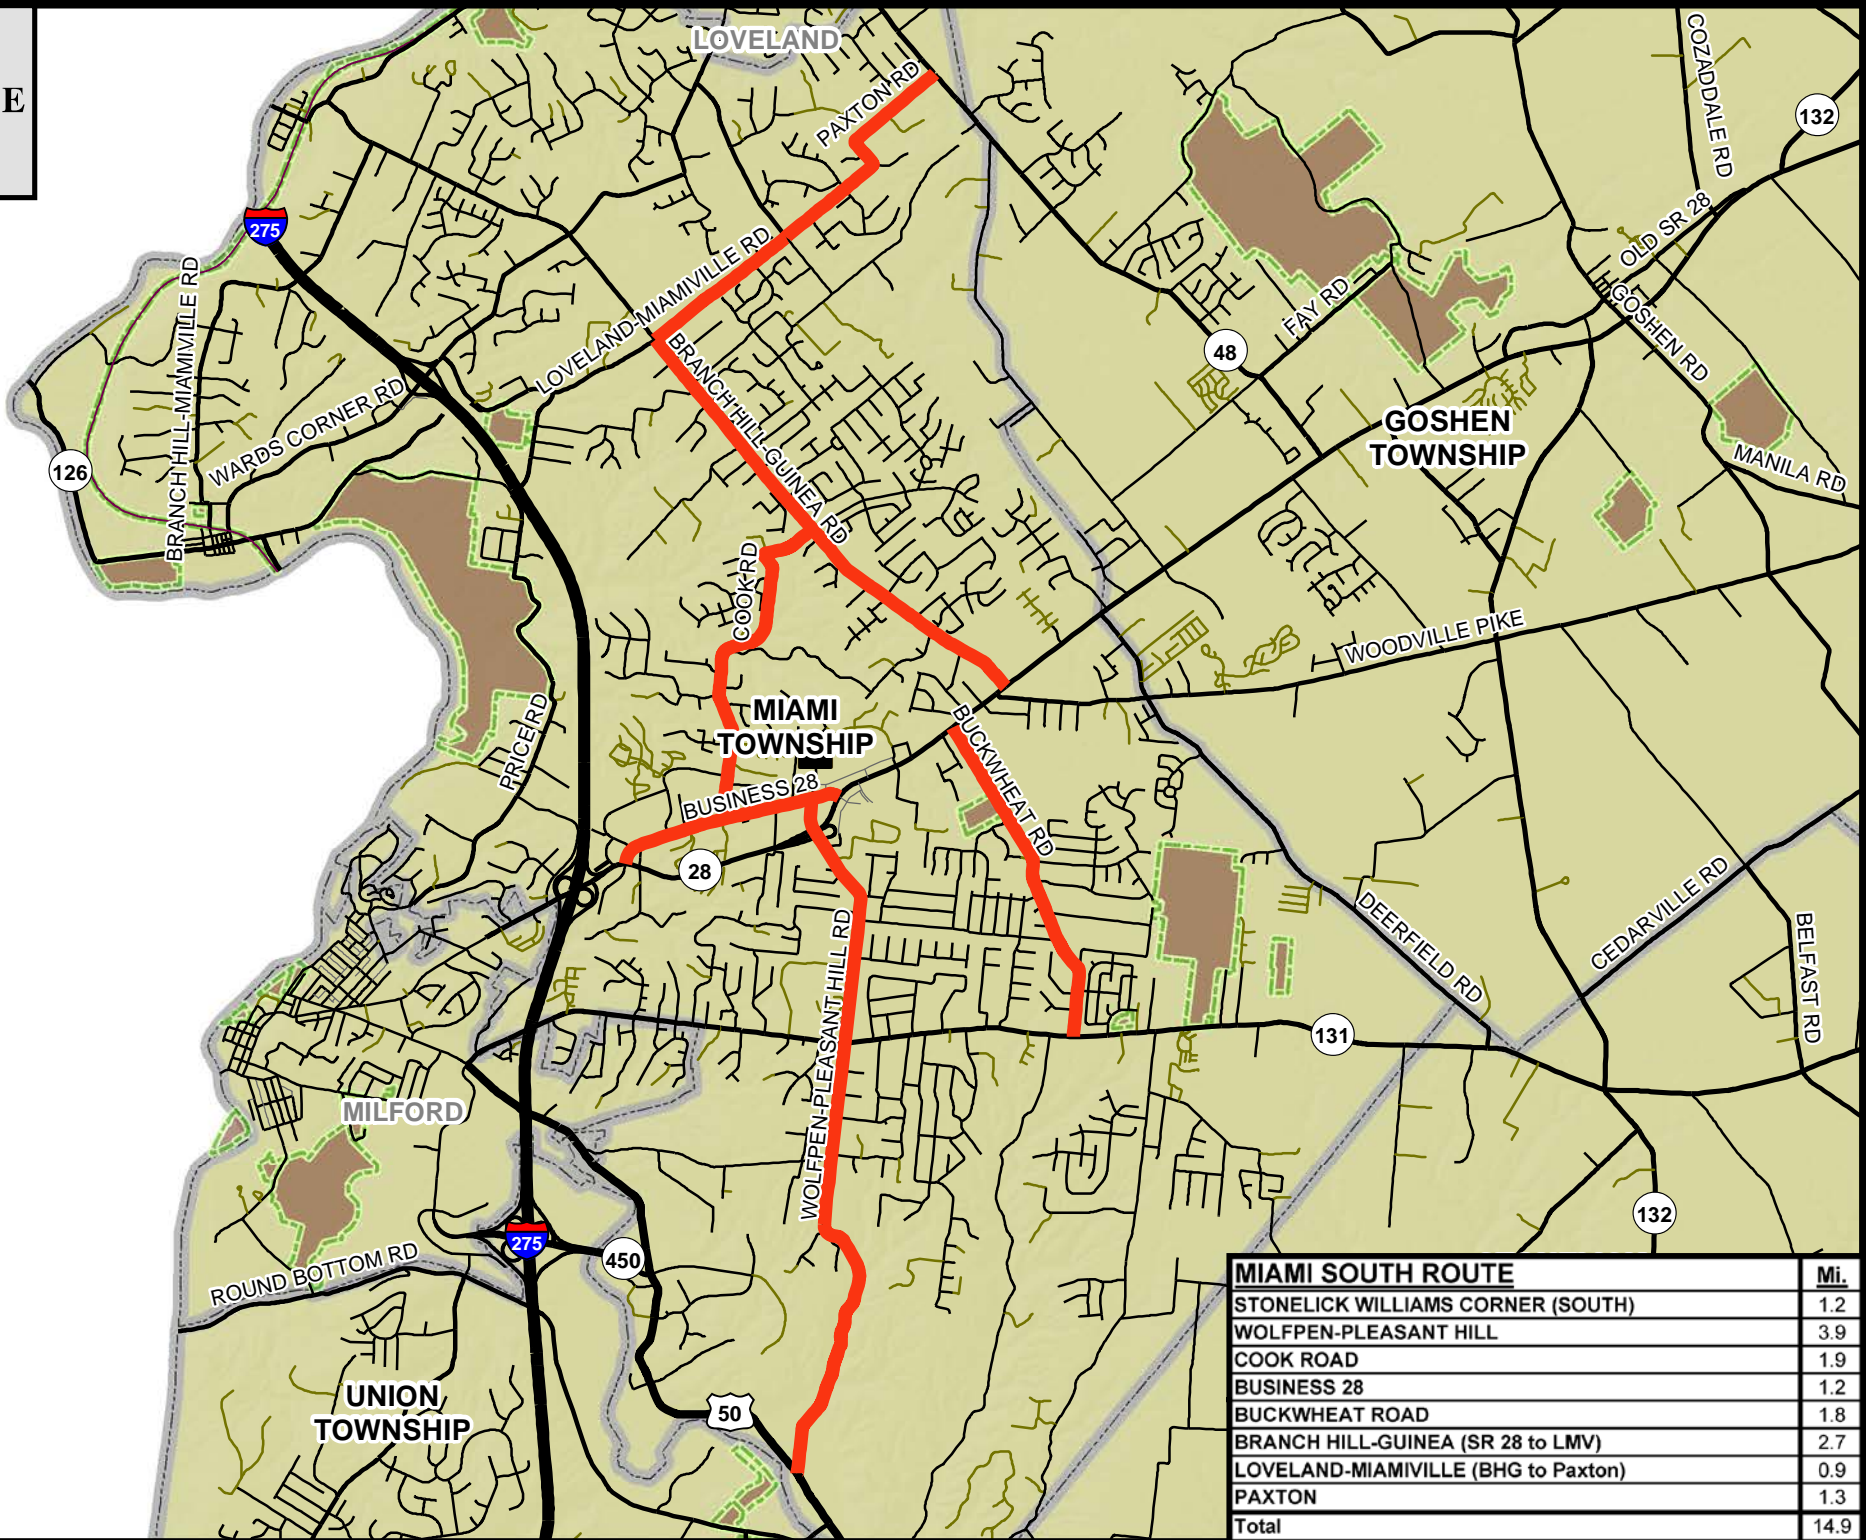 E
LOVELAND
PAXTON RD
COZADDALE RD
132
275
OLD SR 28
BRANCH HILL-MIAMIVILLE RD
LOVELAND-MIAMIVILLE RD
FAY RD
GOSHEN RD
48
BRANCH HILL-GUINEA RD
WARDS CORNER RD
GOSHEN
TOWNSHIP
126
MANILA RD
COOK RD
WOODVILLE PIKE
PRICE RD
MIAMI
TOWNSHIP
BUCKWHEAT RD
BUSINESS 28
28
DEERFIELD RD
CEDARVILLE RD
BELFAST RD
WOLFPEN-PLEASANT HILL RD
131
MILFORD
132
275
450
ROUND BOTTOM RD
UNION
TOWNSHIP
50
MIAMI SOUTH ROUTE Mi.
STONELICK WILLIAMS CORNER (SOUTH) 1.2
WOLFPEN-PLEASANT HILL 3.9
COOK ROAD 1.9
BUSINESS 28 1.2
BUCKWHEAT ROAD 1.8
BRANCH HILL-GUINEA (SR 28 to LMV) 2.7
LOVELAND-MIAMIVILLE (BHG to Paxton) 0.9
PAXTON 1.3
Total 14.9